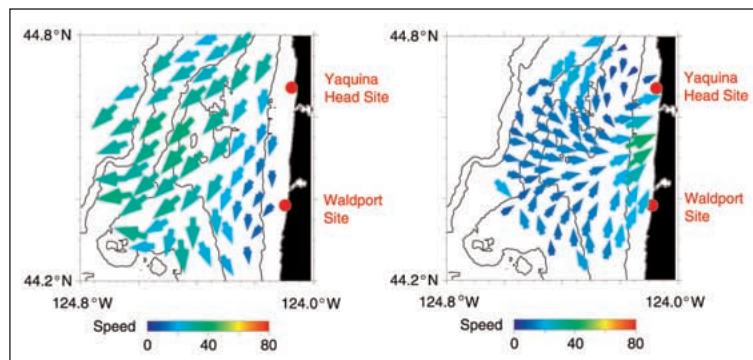 44.8°N
Yaquina
Head Site
Waldport
Site
44.2°N
124.8°W
124.0°W
Speed
0 40 80
44.8°N
Yaquina
Head Site
Waldport
Site
44.2°N
124.8°W
124.0°W
Speed
0 40 80